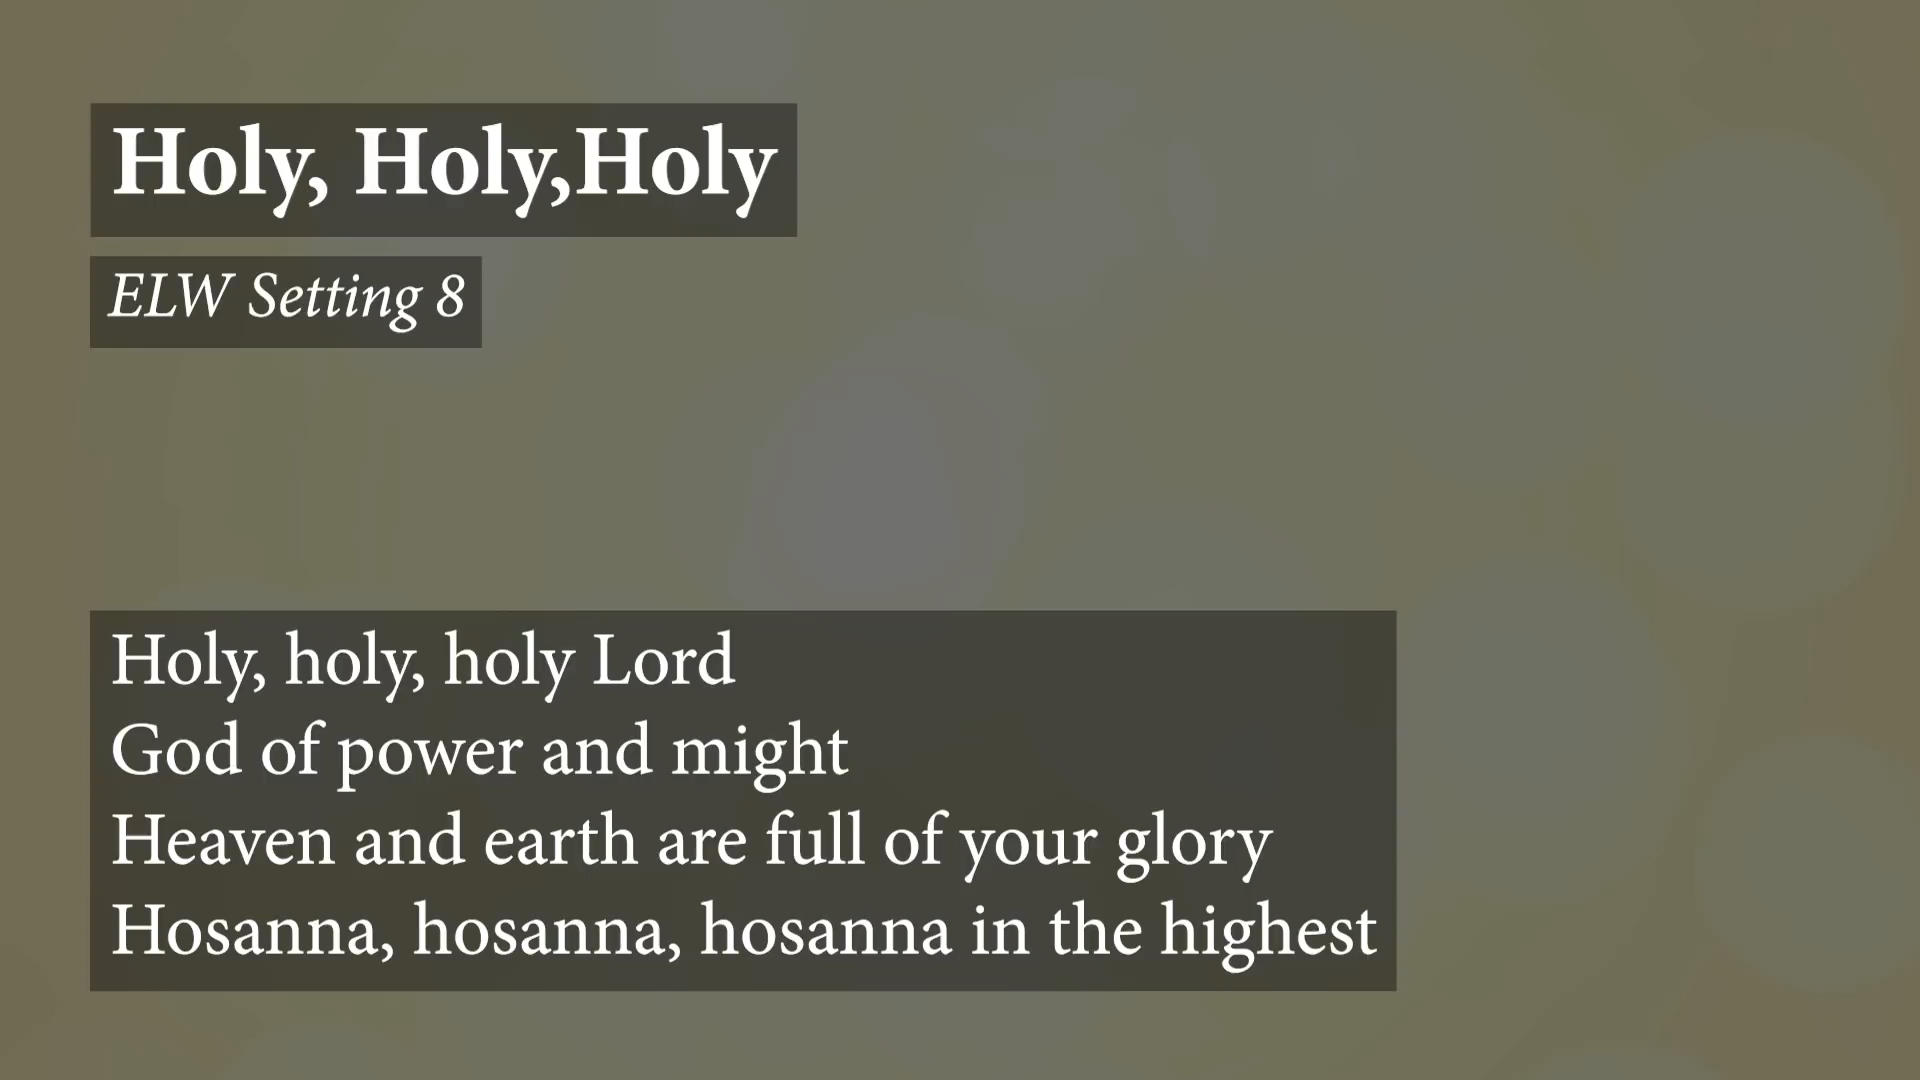 Holy, Holy,Holy
ELW Setting 8
Holy, holy, holy Lord
God of power and might
Heaven and earth are full of your glory
Hosanna, hosanna, hosanna in the highest